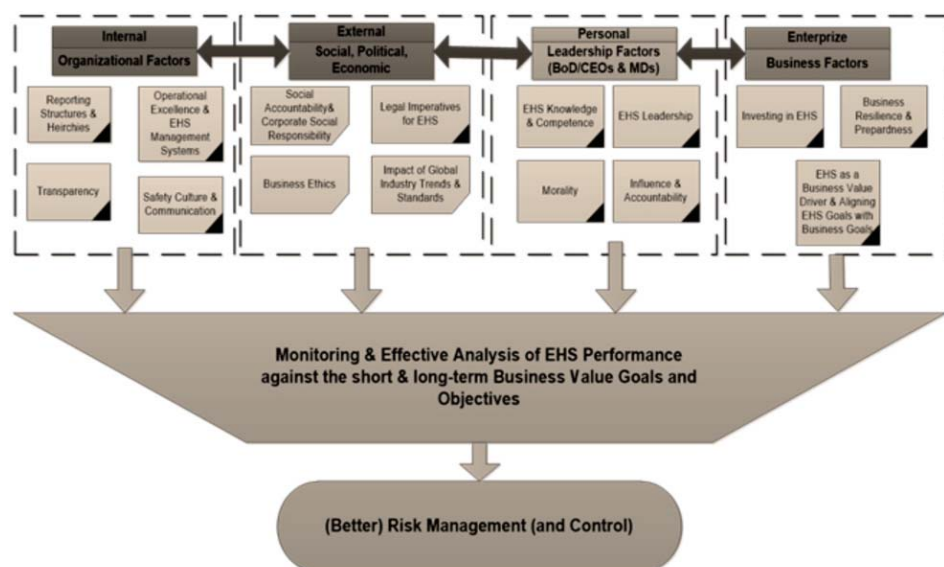 Internal
Organizational Factors
External
Social, Political,
Economic
Personal
Leadership Factors
(BoD/CEOs & MDs)
Enterprize
Business Factors
Reporting
Structures &
Heirchies
Operational
Excellence &
EHS
Management
Systems
Transparency
Safety Culture &
Communication
Social
Accountability&
Corporate Social
Responsibility
Legal Imperatives
for EHS
Business Ethics
Impact of Global
Industry Trends &
Standards
EHS Knowledge
& Competence
EHS Leadership
Morality
Influence &
Accountability
Investing in EHS
Business
Resilience &
Prepardness
EHS as a
Business Value
Driver & Aligning
EHS Goals with
Business Goals
Monitoring & Effective Analysis of EHS Performance
against the short & long-term Business Value Goals and
Objectives
(Better) Risk Management (and Control)